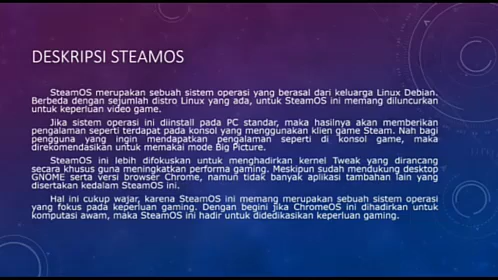 DESKRIPSI STEAMOS
SteamOS merupakan sebuah sistem operasi yang berasal dari keluarga Linux Debian.
Berbeda dengan sejumlah distro Linux yang ada, untuk SteamOS ini memang diluncurkan
untuk keperluan video game.
Jika sistem operasi ini diinstall pada PC standar, maka hasilnya akan memberikan
pengalaman seperti terdapat pada konsol yang menggunakan klien game Steam. Nah bagi
pengguna yang ingin mendapatkan pengalaman seperti di konsol game, maka
direkomendasikan untuk memakai mode Big Picture.
SteamOS ini lebih difokuskan untuk menghadirkan kernel Tweak yang dirancang
secara khusus guna meningkatkan performa gaming. Meskipun sudah mendukung desktop
GNOME serta versi browser Chrome, namun tidak banyak aplikasi tambahan lain yang
disertakan kedalam SteamOS ini.
Hal ini cukup wajar, karena SteamOS ini memang merupakan sebuah sistem operasi
yang fokus pada keperluan gaming. Dengan begini jika ChromeOS ini dihadirkan untuk
komputasi awam, maka SteamOS ini hadir untuk didedikasikan keperluan gaming.